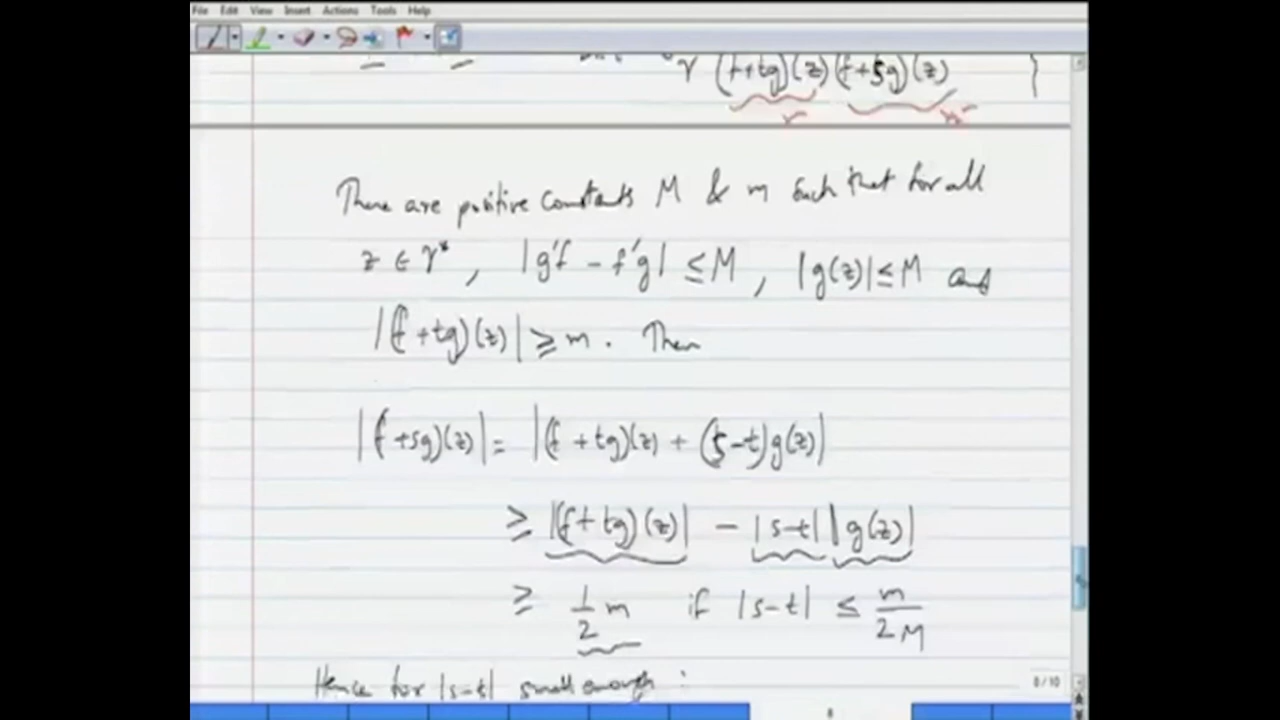 File Edit View Insert Actions Tools Help
γ (f+tg)(z)(f+sg)(z)
There are positive constants M & m such that for all
z ∈ γ*, |g'f - f'g| ≤ M, |g(z)| ≤ M and
|(f+tg)(z)| ≥ m. Then
|(f+sg)(z)| = |(f+tg)(z) + (s-t)g(z)|
≥ |(f+tg)(z)| - |s-t| |g(z)|
≥ 1/2 m if |s-t| ≤ m/2M
Hence for |s-t| small enough :
8/10
8